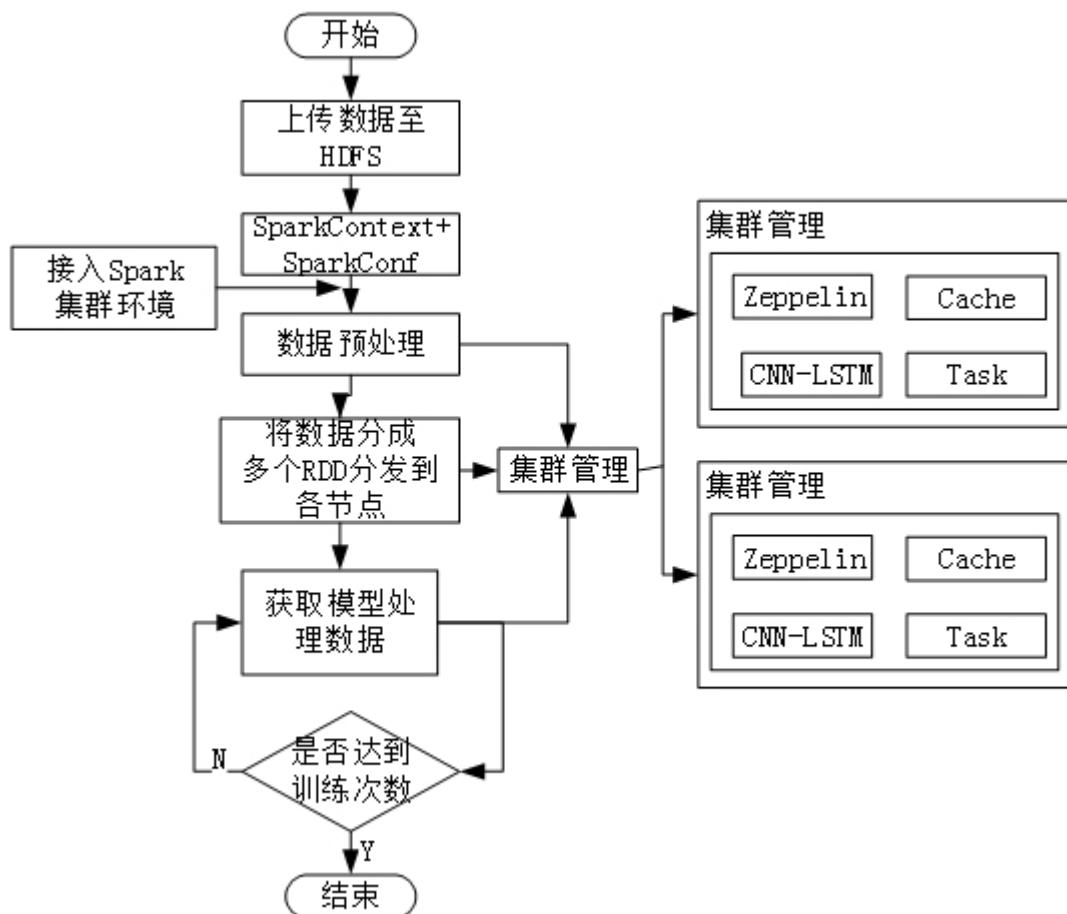 开始
上传数据至
HDFS
SparkContext+
SparkConf
接入Spark
集群环境
数据预处理
将数据分成
多个RDD分发到
各节点
集群管理
获取模型处
理数据
是否达到
训练次数
N
Y
结束
集群管理
Zeppelin
Cache
CNN-LSTM
Task
集群管理
Zeppelin
Cache
CNN-LSTM
Task